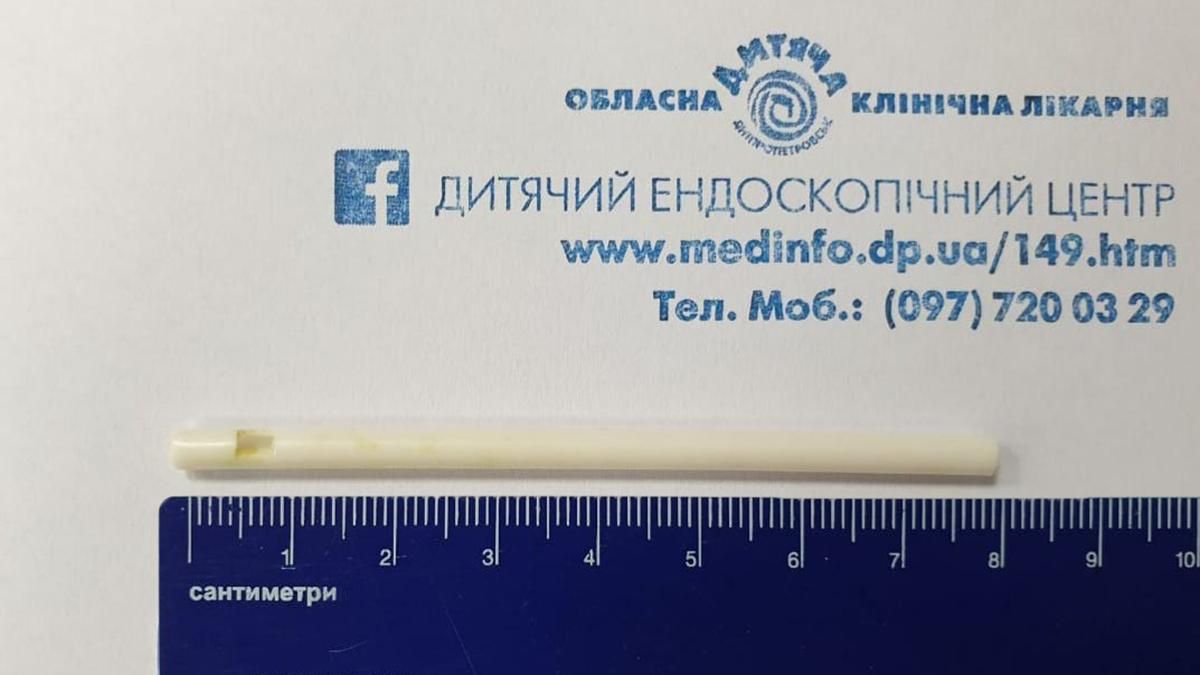 ДИТЯЧА
ОБЛАСНА КЛІНІЧНА ЛІКАРНЯ
ДНІПРОПЕТРОВСЬК
f ДИТЯЧИЙ ЕНДОСКОПІЧНИЙ ЦЕНТР
www.medinfo.dp.ua/149.htm
Тел. Моб.: (097) 720 03 29
1 2 3 4 5 6 7 8 9 10
сантиметри